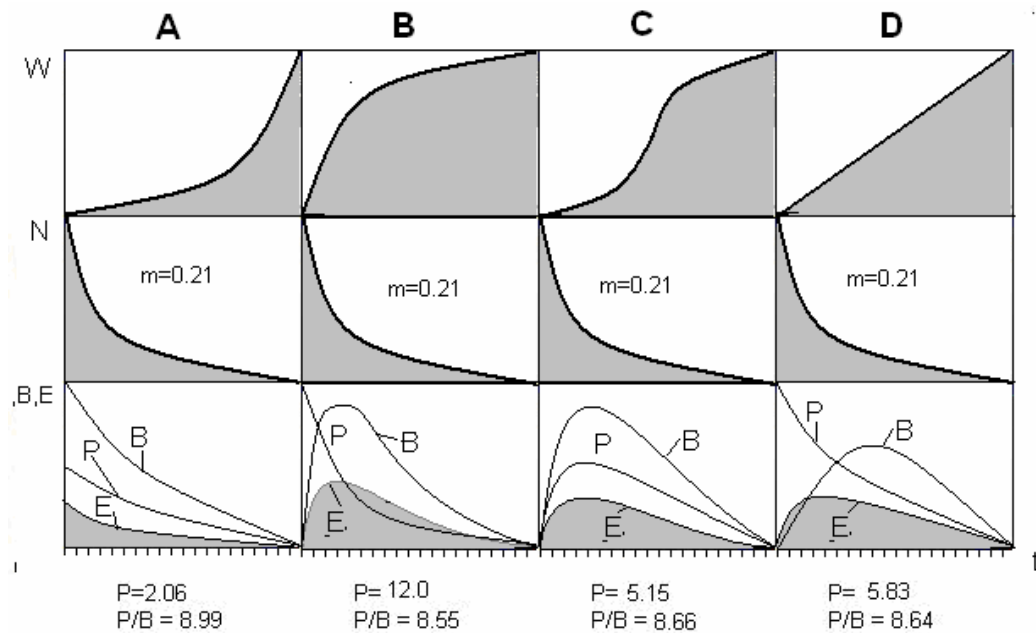 A B C D
W
N
m=0.21 m=0.21 m=0.21 m=0.21
,B,E
B P E
P B E
P B E
P B E
t
P=2.06 P= 12.0 P= 5.15 P= 5.83
P/B = 8.99 P/B = 8.55 P/B = 8.66 P/B = 8.64